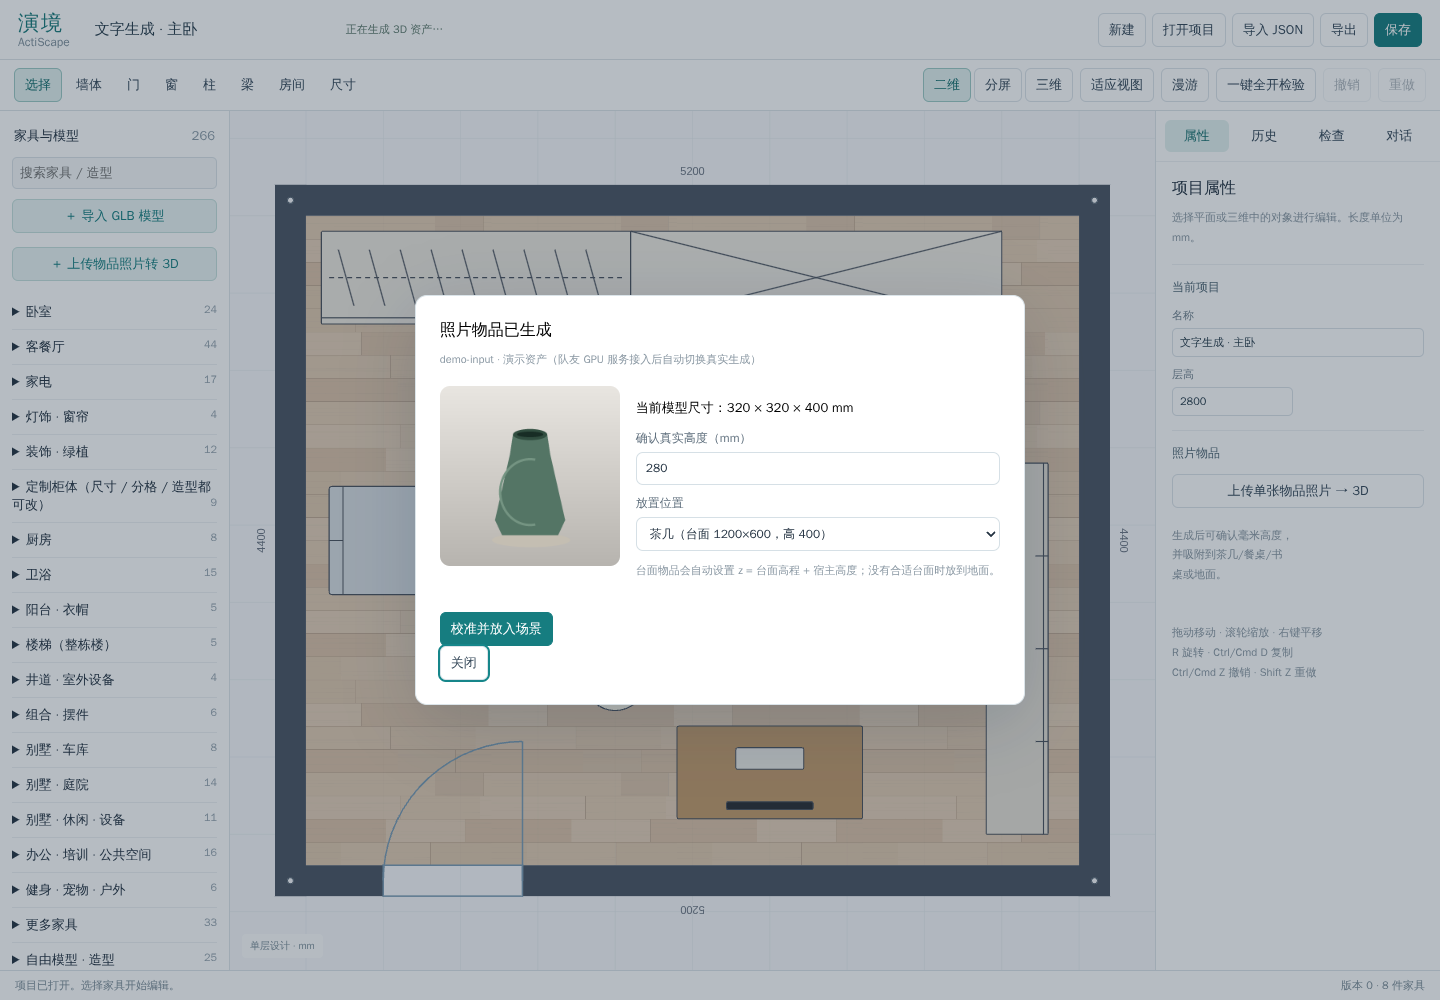 演境
ActiScape
文字生成 · 主卧
正在生成 3D 资产…
新建
打开项目
导入 JSON
导出
保存
选择
墙体
门
窗
柱
梁
房间
尺寸
二维
分屏
三维
适应视图
漫游
一键全开检验
撤销
重做
家具与模型 266
搜索家具 / 造型
+ 导入 GLB 模型
+ 上传物品照片转 3D
▶ 卧室 24
▶ 客餐厅 44
▶ 家电 17
▶ 灯饰 · 窗帘 4
▶ 装饰 · 绿植 12
▶ 定制柜体（尺寸 / 分格 / 造型都
可改） 9
▶ 厨房 8
▶ 卫浴 15
▶ 阳台 · 衣帽 5
▶ 楼梯（整栋楼） 5
▶ 井道 · 室外设备 4
▶ 组合 · 摆件 6
▶ 别墅 · 车库 8
▶ 别墅 · 庭院 14
▶ 别墅 · 休闲 · 设备 11
▶ 办公 · 培训 · 公共空间 16
▶ 健身 · 宠物 · 户外 6
▶ 更多家具 33
▶ 自由模型 · 造型 25
5200
4400
4400
5200
单层设计 · mm
照片物品已生成
demo-input · 演示资产（队友 GPU 服务接入后自动切换真实生成）
当前模型尺寸：320 × 320 × 400 mm
确认真实高度（mm）
280
放置位置
茶几（台面 1200×600，高 400）
台面物品会自动设置 z = 台面高程 + 宿主高度；没有合适台面时放到地面。
校准并放入场景
关闭
属性
历史
检查
对话
项目属性
选择平面或三维中的对象进行编辑。长度单位为
mm。
当前项目
名称
文字生成 · 主卧
层高
2800
照片物品
上传单张物品照片 → 3D
生成后可确认毫米高度，
并吸附到茶几/餐桌/书
桌或地面。
拖动移动 · 滚轮缩放 · 右键平移
R 旋转 · Ctrl/Cmd D 复制
Ctrl/Cmd Z 撤销 · Shift Z 重做
项目已打开。选择家具开始编辑。
版本 0 · 8 件家具